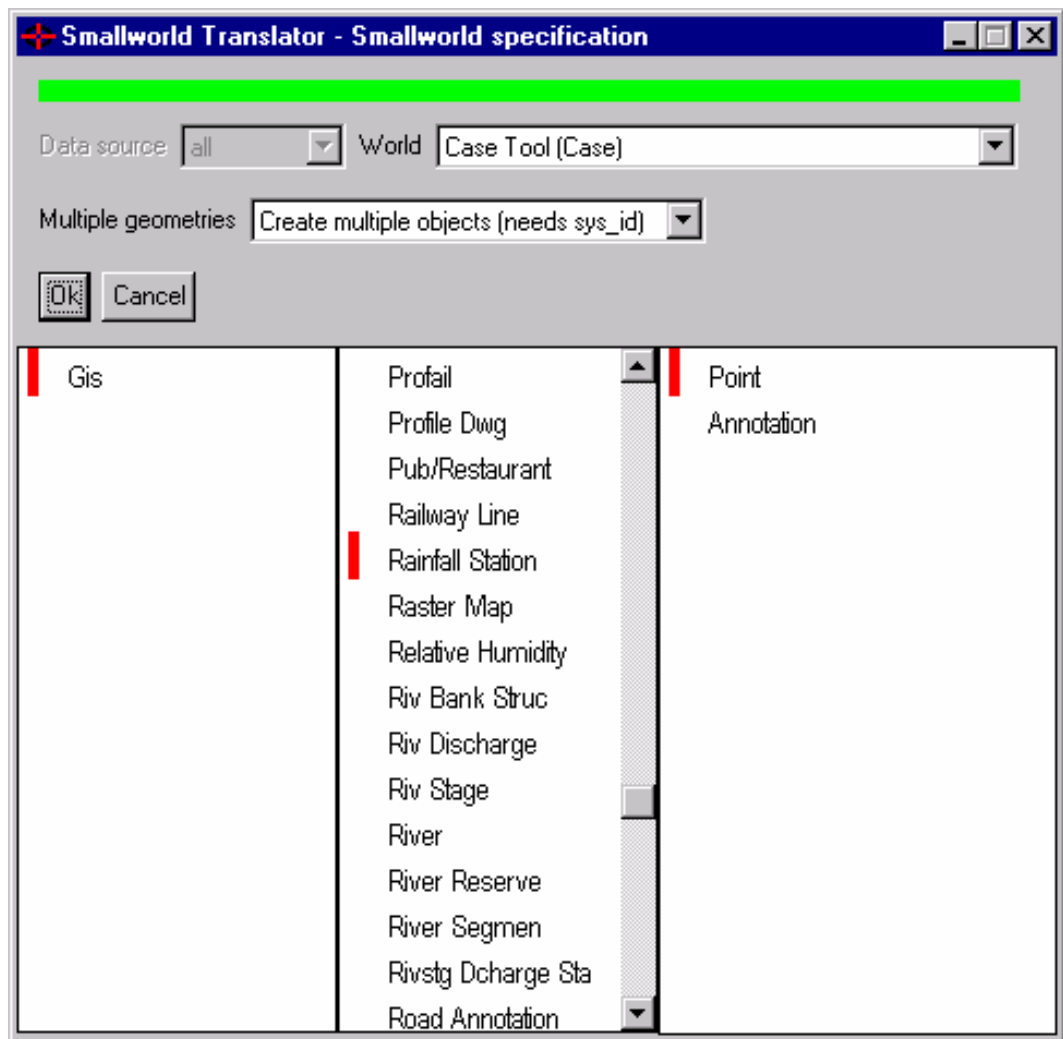 Smallworld Translator - Smallworld specification
Data source all World Case Tool (Case)
Multiple geometries Create multiple objects (needs sys_id)
Ok Cancel
Gis
Profail
Profile Dwg
Pub/Restaurant
Railway Line
Rainfall Station
Raster Map
Relative Humidity
Riv Bank Struc
Riv Discharge
Riv Stage
River
River Reserve
River Segmen
Rivstg Dcharge Sta
Road Annotation
Point
Annotation